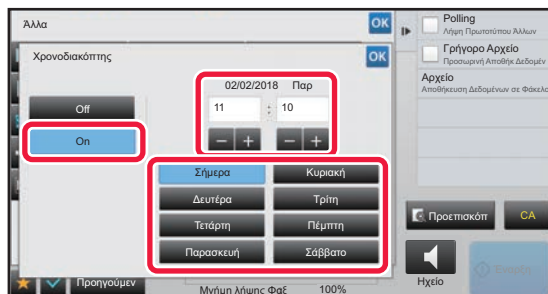 Άλλα
OK
Polling
Λήψη Πρωτοτύπου Άλλων
Γρήγορο Αρχείο
Προσωρινή Αποθήκ Δεδομέν
Αρχείο
Αποθήκευση Δεδομένων σε Φάκελο
Χρονοδιακόπτης
OK
02/02/2018 Παρ
11 : 10
Off
On
Σήμερα
Κυριακή
Δευτέρα
Τρίτη
Τετάρτη
Πέμπτη
Παρασκευή
Σάββατο
Προεπισκόπ
CA
Ηχείο
Έναρξη
Προηγούμεν
Μνήμη λήψης Φαξ 100%